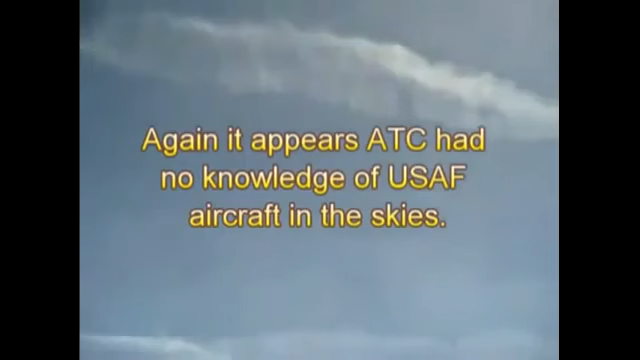 Again it appears ATC had
no knowledge of USAF
aircraft in the skies.